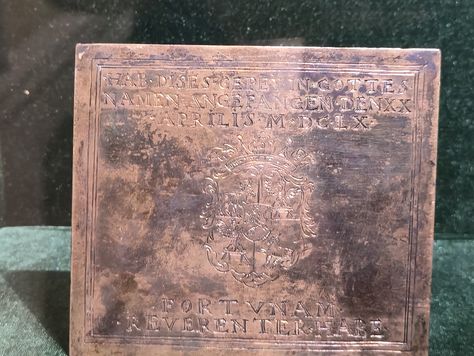 HAB·DISES·GEBEV·IN·GOTTES
NAMEN·ANGEFANGEN·DEN XX
APRILIS·M·DCLX·
FORTVNAM
·REVERENTER·HABE·